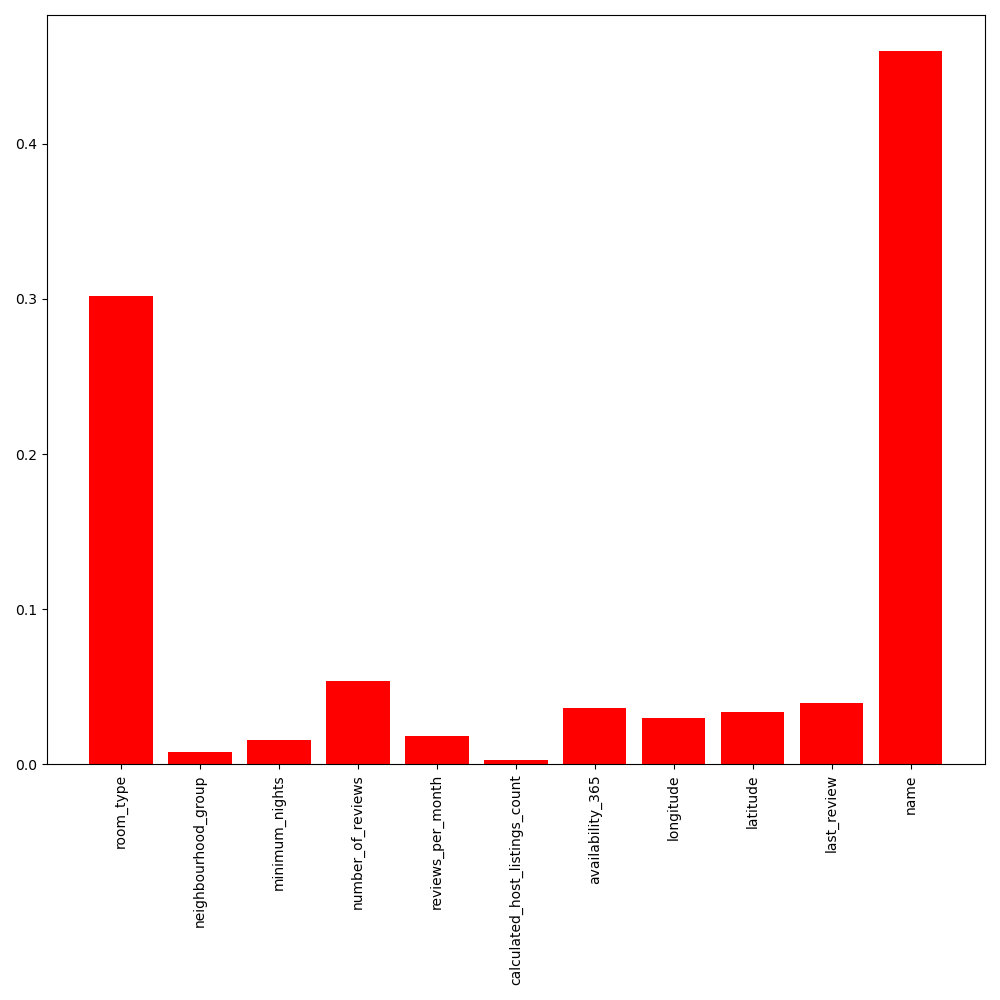 0.4
0.3
0.2
0.1
0.0
room_type
neighbourhood_group
minimum_nights
number_of_reviews
reviews_per_month
calculated_host_listings_count
availability_365
longitude
latitude
last_review
name